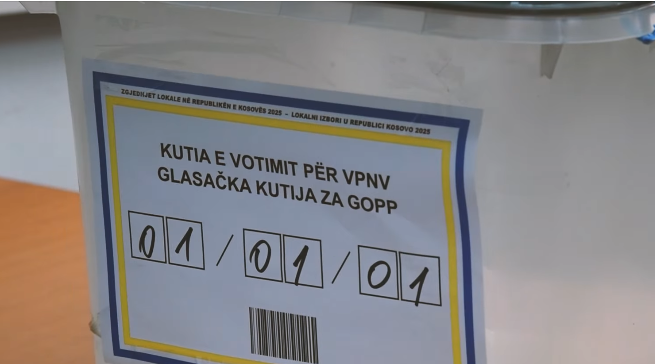 ZGJEDHJET LOKALE NË REPUBLIKËN E KOSOVËS 2025 - LOKALNI IZBORI U REPUBLICI KOSOVO 2025
KUTIA E VOTIMIT PËR VPNV
GLASAČKA KUTIJA ZA GOPP
01 / 01 / 01